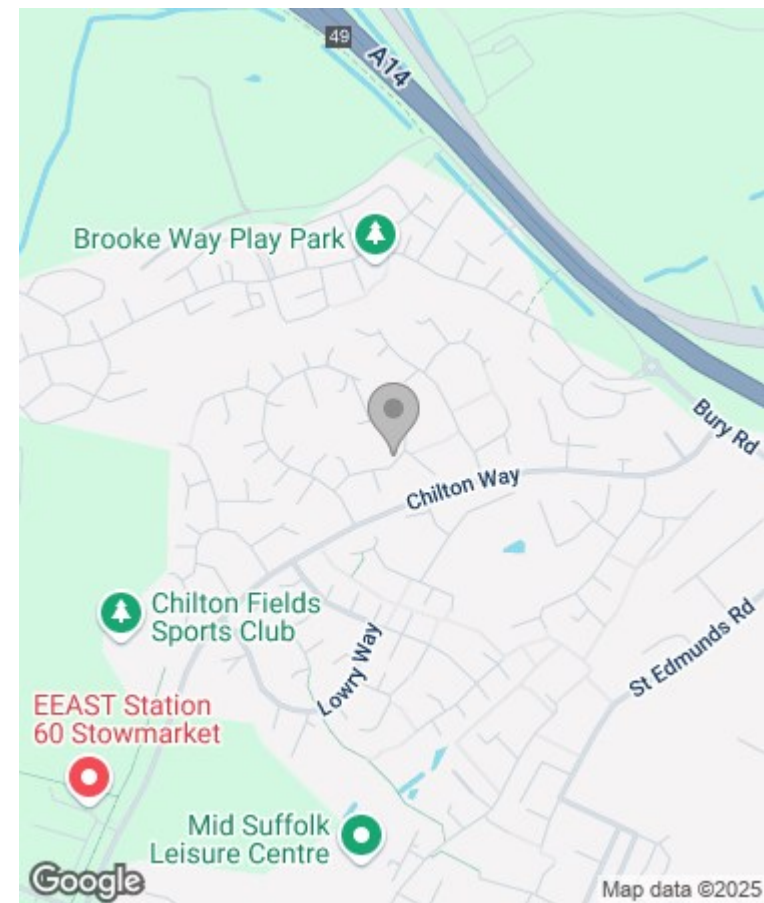 49
A14
Brooke Way Play Park
Bury Rd
Chilton Way
Chilton Fields
Sports Club
St Edmunds Rd
Lowry Way
EEAST Station
60 Stowmarket
Mid Suffolk
Leisure Centre
Google
Map data ©2025